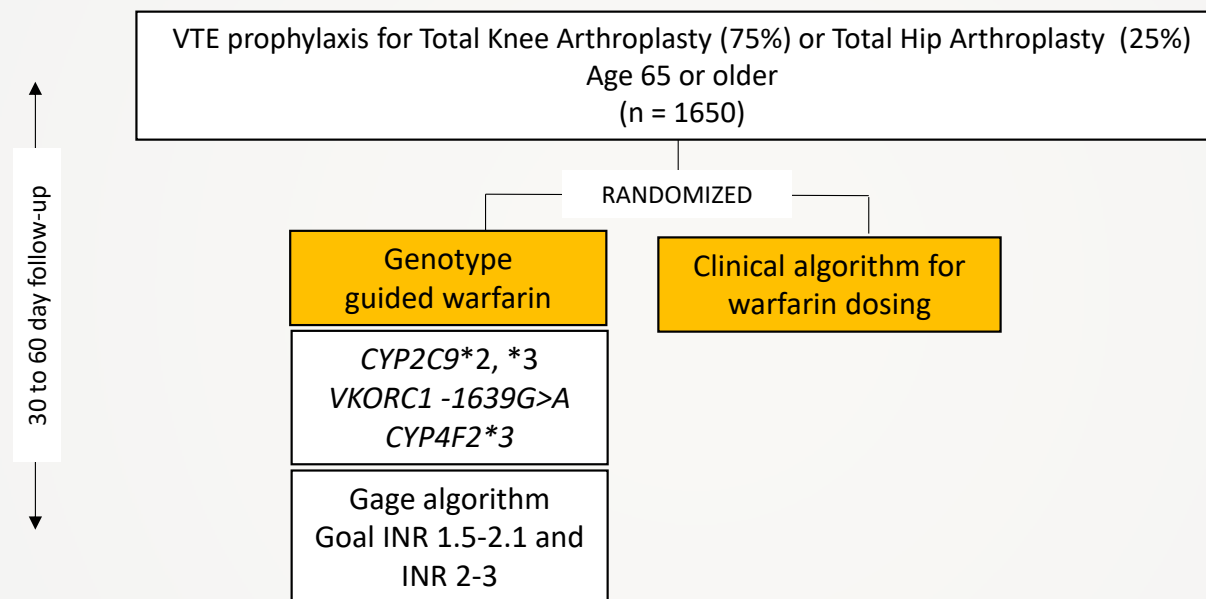 VTE prophylaxis for Total Knee Arthroplasty (75%) or Total Hip Arthroplasty (25%)
Age 65 or older
(n = 1650)
30 to 60 day follow-up
RANDOMIZED
Genotype
guided warfarin
Clinical algorithm for
warfarin dosing
CYP2C9*2, *3
VKORC1 -1639G>A
CYP4F2*3
Gage algorithm
Goal INR 1.5-2.1 and
INR 2-3